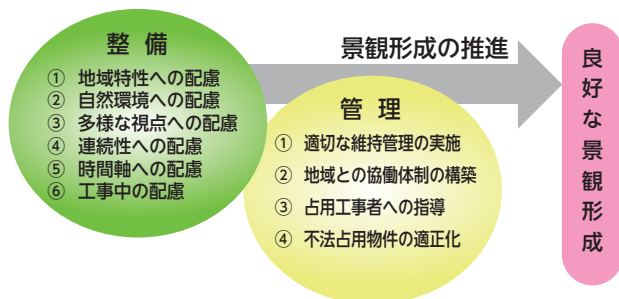 整備
① 地域特性への配慮
② 自然環境への配慮
③ 多様な視点への配慮
④ 連続性への配慮
⑤ 時間軸への配慮
⑥ 工事中の配慮
景観形成の推進
管理
① 適切な維持管理の実施
② 地域との協働体制の構築
③ 占用工事者への指導
④ 不法占用物件の適正化
良好な景観形成